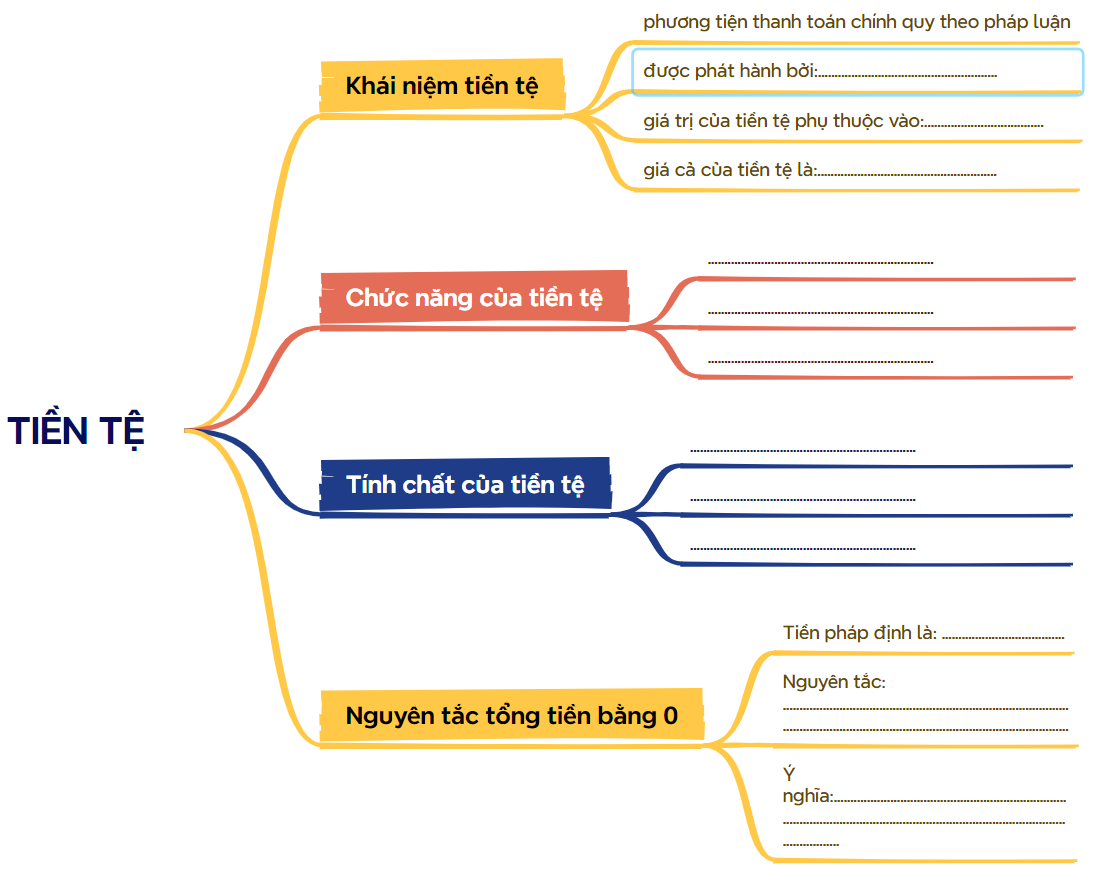 phương tiện thanh toán chính quy theo pháp luận
Khái niệm tiền tệ
được phát hành bởi:......................................................
giá trị của tiền tệ phụ thuộc vào:....................................
giá cả của tiền tệ là:......................................................
Chức năng của tiền tệ
....................................................................
....................................................................
....................................................................
TIỀN TỆ
Tính chất của tiền tệ
....................................................................
....................................................................
....................................................................
Nguyên tắc tổng tiền bằng 0
Tiền pháp định là: .....................................
Nguyên tắc:
......................................................................................
......................................................................................
Ý
nghĩa:......................................................................
.....................................................................................
.................